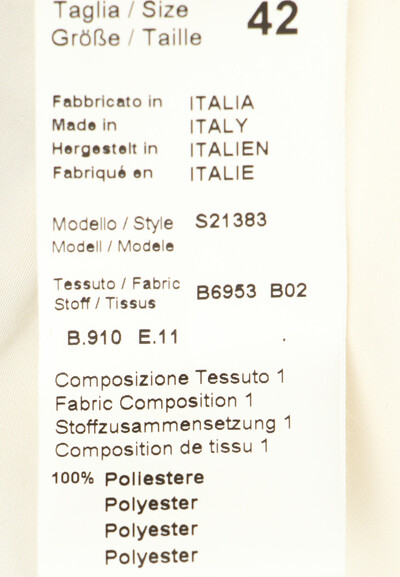 Taglia / Size 42
Größe / Taille
Fabbricato in ITALIA
Made in ITALY
Hergestelt in ITALIEN
Fabriqué en ITALIE
Modello / Style S21383
Modell / Modele
Tessuto / Fabric B6953 B02
Stoff / Tissus
B.910 E.11
Composizione Tessuto 1
Fabric Composition 1
Stoffzusammensetzung 1
Composition de tissu 1
100% Poliestere
Polyester
Polyester
Polyester